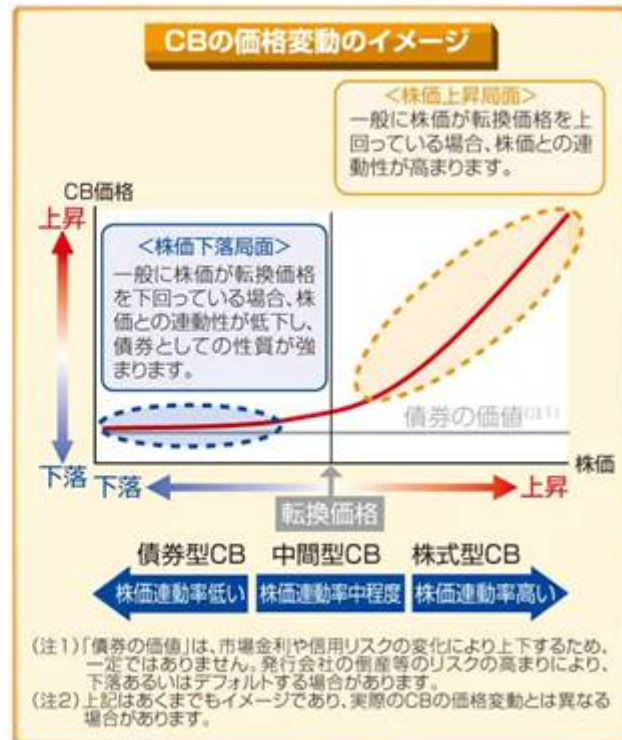 CBの価格変動のイメージ
<株価上昇局面>
一般に株価が転換価格を上
回っている場合、株価との連
動性が高まります。
CB価格
上昇
<株価下落局面>
一般に株価が転換価格
を下回っている場合、株
価との連動性が低下し、
債券としての性質が強
まります。
債券の価値(注1)
株価
下落
下落
上昇
転換価格
債券型CB 中間型CB 株式型CB
株価連動率低い 株価連動率中程度 株価連動率高い
(注1)「債券の価値」は、市場金利や信用リスクの変化により上下するため、
一定ではありません。発行会社の倒産等のリスクの高まりにより、
下落あるいはデフォルトする場合があります。
(注2)上記はあくまでもイメージであり、実際のCBの価格変動とは異なる
場合があります。